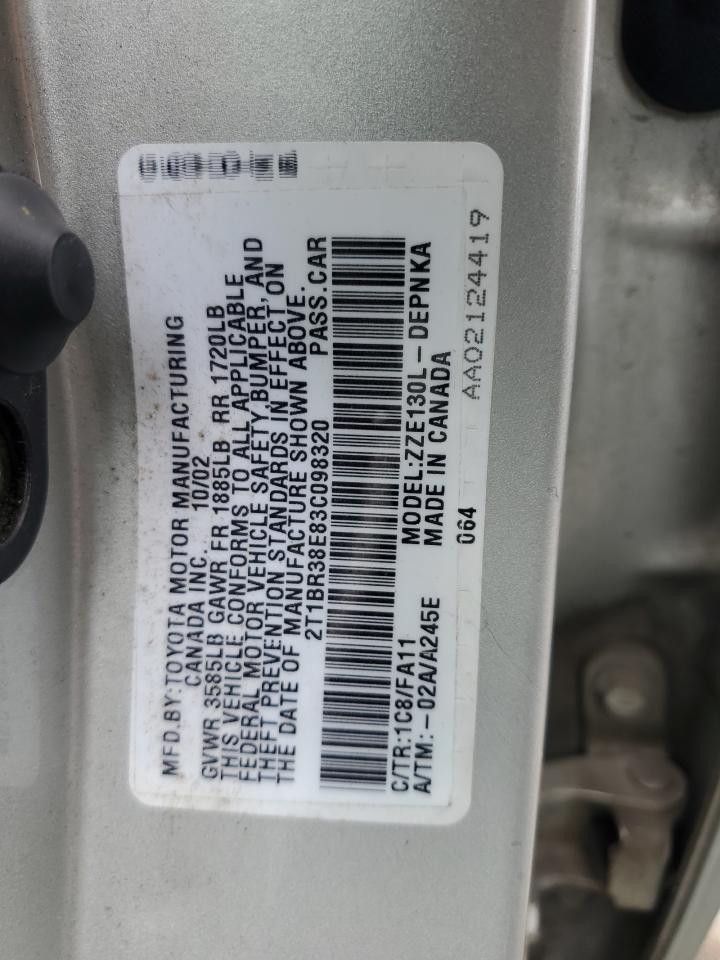 MFD.BY:TOYOTA MOTOR MANUFACTURING
CANADA INC. 10/02
GVWR 3585LB GAWR FR 1885LB RR 1720LB
THIS VEHICLE CONFORMS TO ALL APPLICABLE
FEDERAL MOTOR VEHICLE SAFETY BUMPER, AND
THEFT PREVENTION STANDARDS IN EFFECT ON
THE DATE OF MANUFACTURE SHOWN ABOVE.
2T1BR38E83C098320 PASS.CAR
C/TR:1C8/FA11 MODEL:ZZE130L-DEPNKA
A/TM:-02A/A245E MADE IN CANADA
064
AA02124419